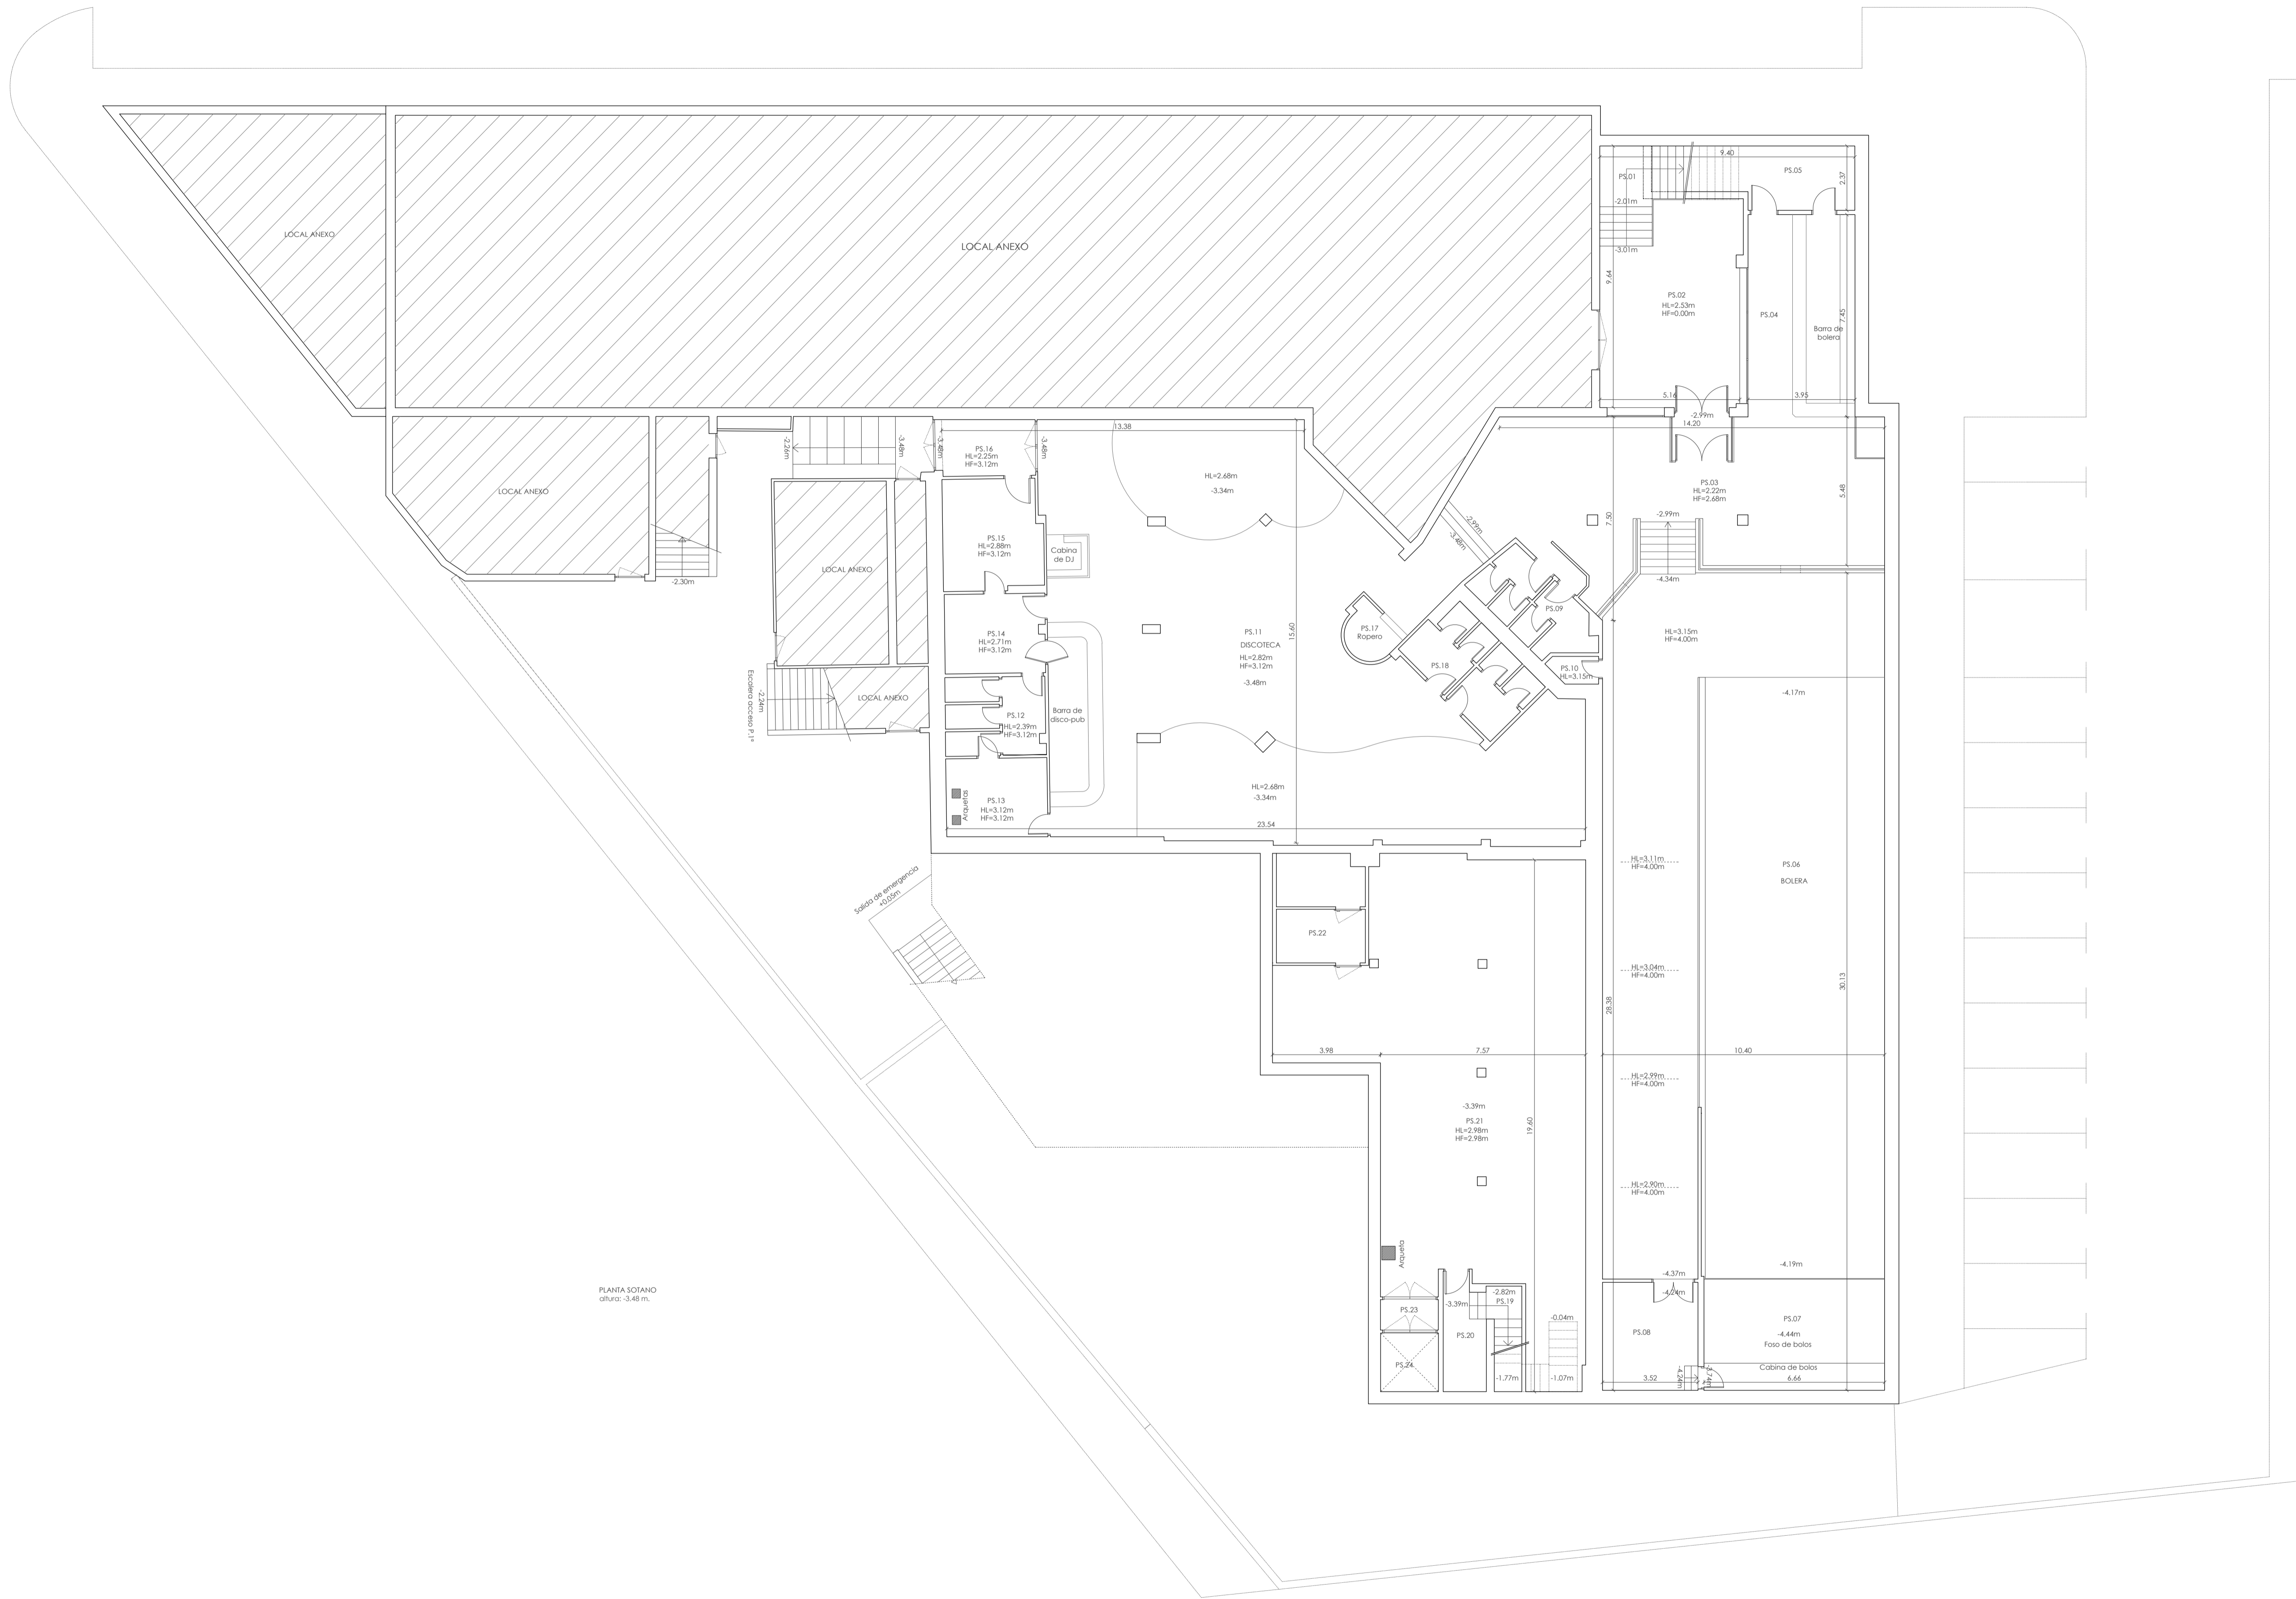 9.40
PS.01
PS.05
2.37
-2.01m
LOCAL ANEXO
LOCAL ANEXO
-3.01m
9.64
PS.02
HL=2.53m
HF=0.00m
PS.04
7.45
Barra de
bolera
5.16
3.95
-2.99m
14.20
13.38
-2.26m
-3.48m
-3.48m
PS.16
HL=2.25m
HF=3.12m
-3.48m
HL=2.68m
-3.34m
PS.03
HL=2.22m
HF=2.68m
5.48
LOCAL ANEXO
-2.99m
-3.48m
7.50
-2.99m
PS.15
HL=2.88m
HF=3.12m
Cabina
de DJ
LOCAL ANEXO
-2.30m
-4.34m
PS.09
PS.14
HL=2.71m
HF=3.12m
PS.11
DISCOTECA
HL=2.82m
HF=3.12m
-3.48m
15.60
PS.17
Ropero
HL=3.15m
HF=4.00m
PS.18
PS.10
HL=3.15m
-4.17m
Escalera acceso P.1ª
-2.24m
LOCAL ANEXO
PS.12
HL=2.39m
HF=3.12m
Barra de
disco-pub
HL=2.68m
-3.34m
Arquetas
PS.13
HL=3.12m
HF=3.12m
23.54
HL=3.11m
HF=4.00m
PS.06
BOLERA
Salida de emergencia
+0.05m
PS.22
HL=3.04m
HF=4.00m
28.38
30.13
3.98
7.57
10.40
HL=2.99m
HF=4.00m
-3.39m
PS.21
HL=2.98m
HF=2.98m
19.60
HL=2.90m
HF=4.00m
Arqueta
-4.19m
-4.37m
-4.24m
PLANTA SOTANO
altura: -3.48 m.
-2.82m
PS.19
-3.39m
PS.23
-0.04m
PS.20
PS.08
PS.07
-4.44m
Foso de bolos
PS.24
Cabina de bolos
-1.77m
-1.07m
3.52
-4.24m
-3.74m
6.66